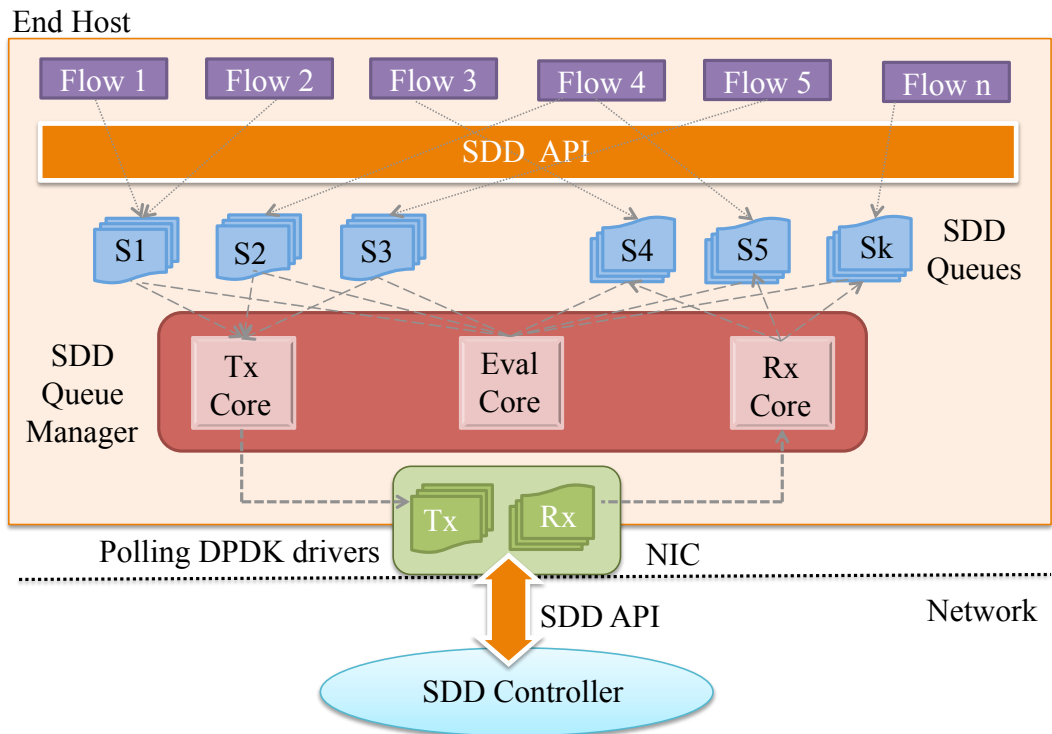 End Host
Flow 1
Flow 2
Flow 3
Flow 4
Flow 5
Flow n
SDD API
S1
S2
S3
S4
S5
Sk
SDD
Queues
SDD
Queue
Manager
Tx
Core
Eval
Core
Rx
Core
Tx
Rx
Polling DPDK drivers
NIC
SDD API
Network
SDD Controller